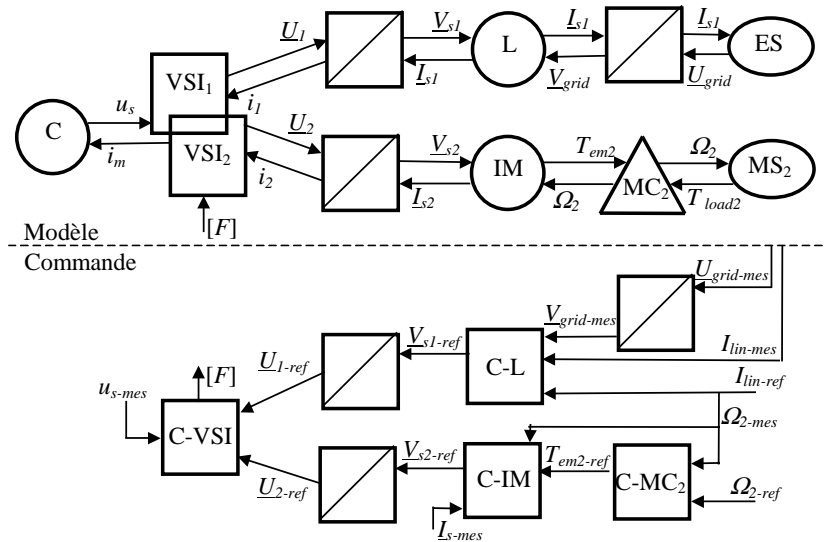 U1
Vs1
Is1
Is1
VSI1
L
ES
us
i1
Is1
Vgrid
Ugrid
C
U2
Vs2
Tem2
Ω2
VSI2
IM
MC2
MS2
im
i2
Is2
Ω2
Tload2
[F]
Modèle
Commande
Ugrid-mes
Vgrid-mes
Vs1-ref
Ilin-mes
U1-ref
C-L
[F]
Ilin-ref
us-mes
Ω2-mes
C-VSI
Vs2-ref
Tem2-ref
C-IM
C-MC2
U2-ref
Ω2-ref
Is-mes